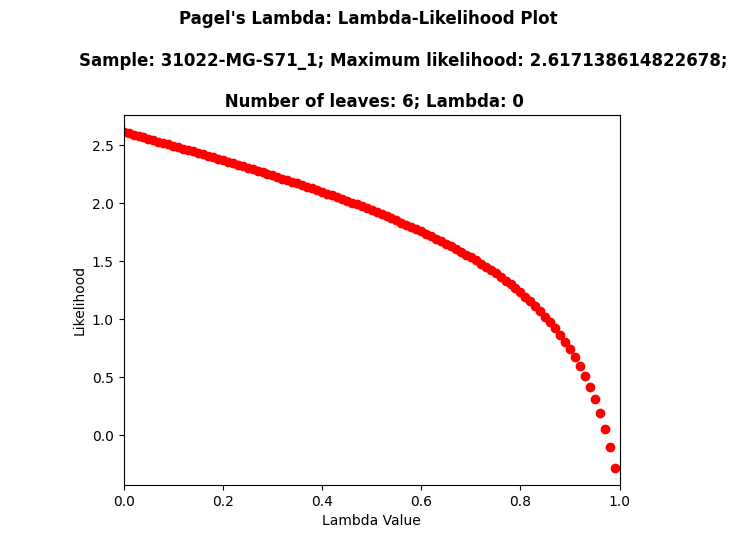 Pagel's Lambda: Lambda-Likelihood Plot
Sample: 31022-MG-S71_1; Maximum likelihood: 2.617138614822678;
Number of leaves: 6; Lambda: 0
2.5
2.0
1.5
1.0
0.5
0.0
Likelihood
0.0 0.2 0.4 0.6 0.8 1.0
Lambda Value